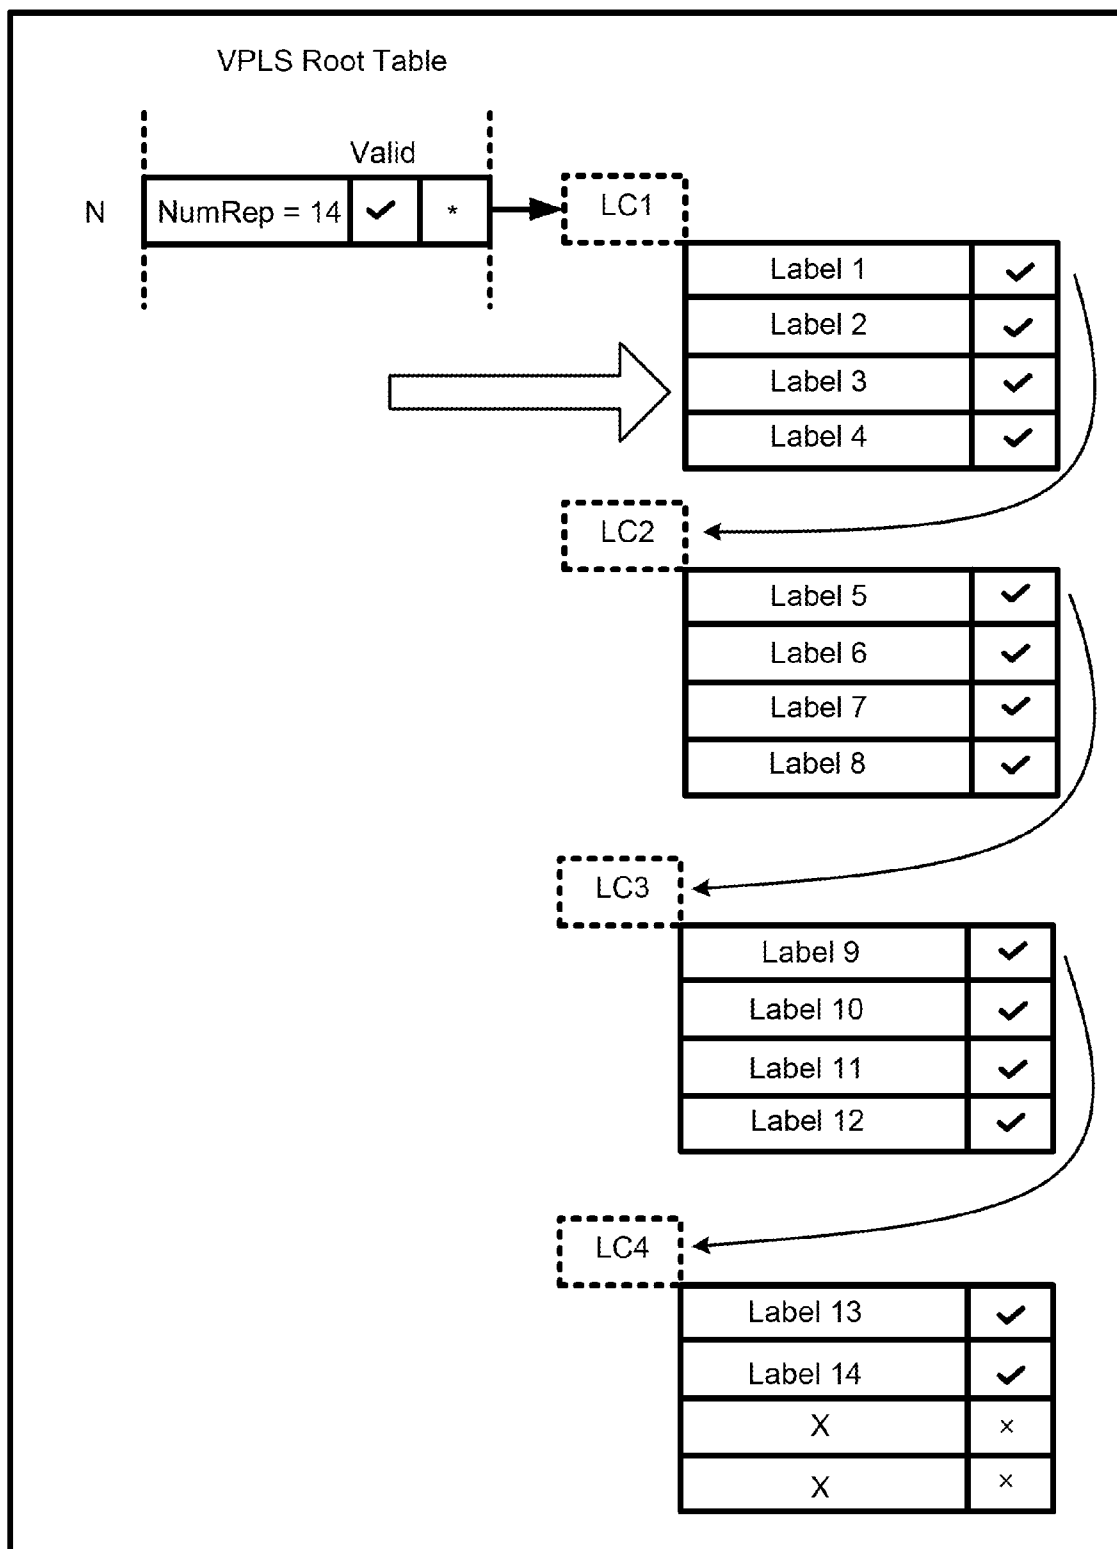 VPLS Root Table
Valid
N NumRep = 14 ✓ * LC1
Label 1 ✓
Label 2 ✓
Label 3 ✓
Label 4 ✓
LC2
Label 5 ✓
Label 6 ✓
Label 7 ✓
Label 8 ✓
LC3
Label 9 ✓
Label 10 ✓
Label 11 ✓
Label 12 ✓
LC4
Label 13 ✓
Label 14 ✓
X ×
X ×